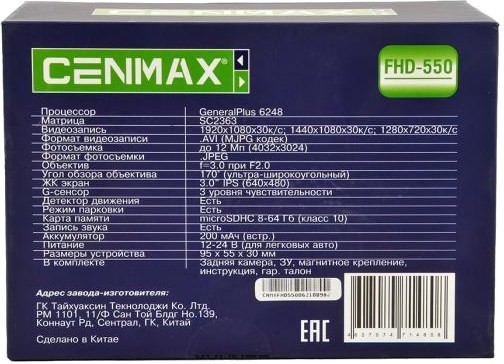 CENMAX®
FHD-550
Процессор GeneralPlus 6248
Матрица SC2363
Видеозапись 1920x1080x30к/с; 1440x1080x30к/с; 1280x720x30к/с
Формат видеозаписи .AVI (MJPG кодек)
Фотосъемка до 12 Мп (4032x3024)
Формат фотосъемки .JPEG
Объектив f=3.0 при F2.0
Угол обзора объектива 170° (ультра-широкоугольный)
ЖК экран 3.0" IPS (640x480)
G-сенсор 3 уровня чувствительности
Детектор движения Есть
Режим парковки Есть
Карта памяти microSDHC 8-64 Гб (класс 10)
Запись звука Есть
Аккумулятор 200 мАч (встр.)
Питание 12-24 В (для легковых авто)
Размеры устройства 95 x 55 x 30 мм
В комплекте Задняя камера, ЗУ, магнитное крепление,
инструкция, гар. талон
Адрес завода-изготовителя:
ГК Тайхуаксин Текнолоджи Ко. Лтд.
РМ 1101, 11/Ф Сан Той Блдг Но.139,
Коннаут Рд, Сентрал, ГК, Китай
Сделано в Китае
EAC